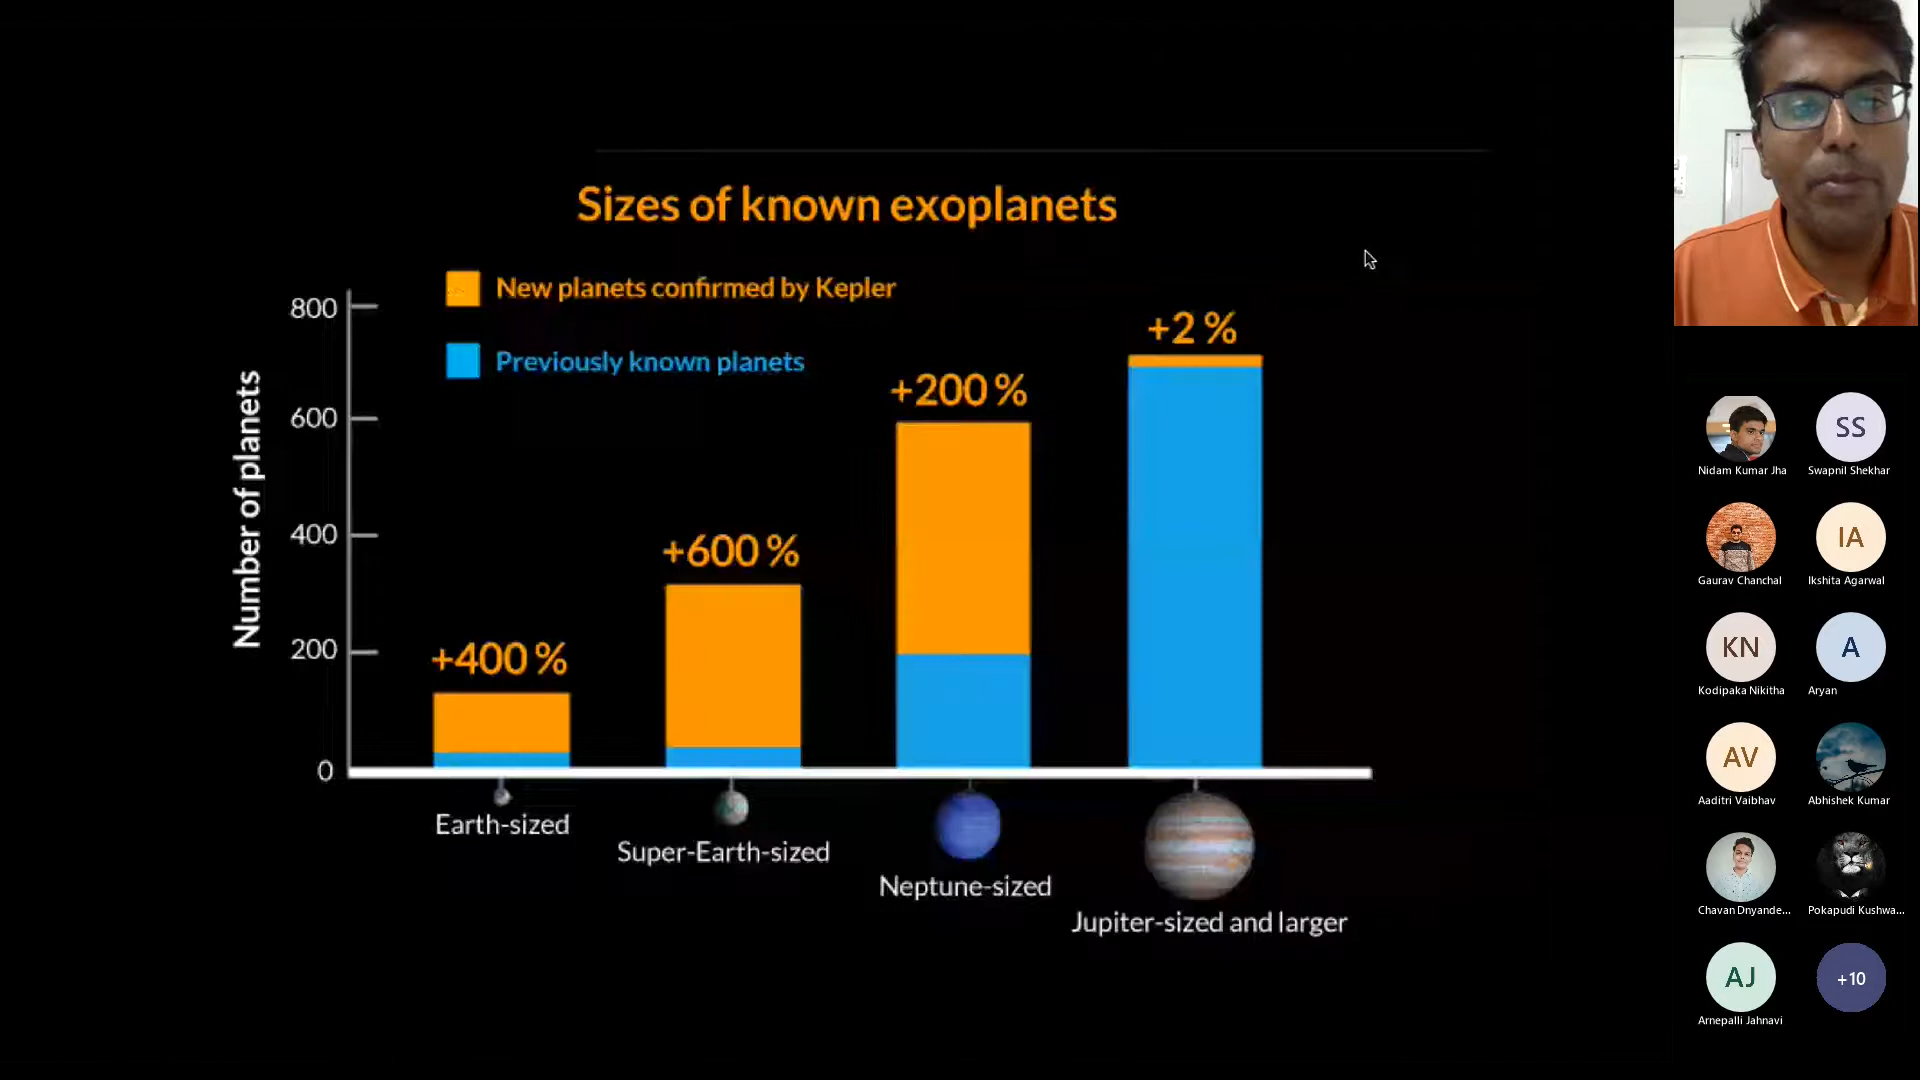 Sizes of known exoplanets
New planets confirmed by Kepler
Previously known planets
Number of planets
800
600
400
200
0
+400 %
+600 %
+200 %
+2 %
Earth-sized
Super-Earth-sized
Neptune-sized
Jupiter-sized and larger
Nidam Kumar Jha
SS
Swapnil Shekhar
Gaurav Chanchal
IA
Ikshita Agarwal
KN
Kodipaka Nikitha
A
Aryan
AV
Aaditri Vaibhav
Abhishek Kumar
Chavan Dnyande...
Pokapudi Kushwa...
AJ
Arnepalli Jahnavi
+10